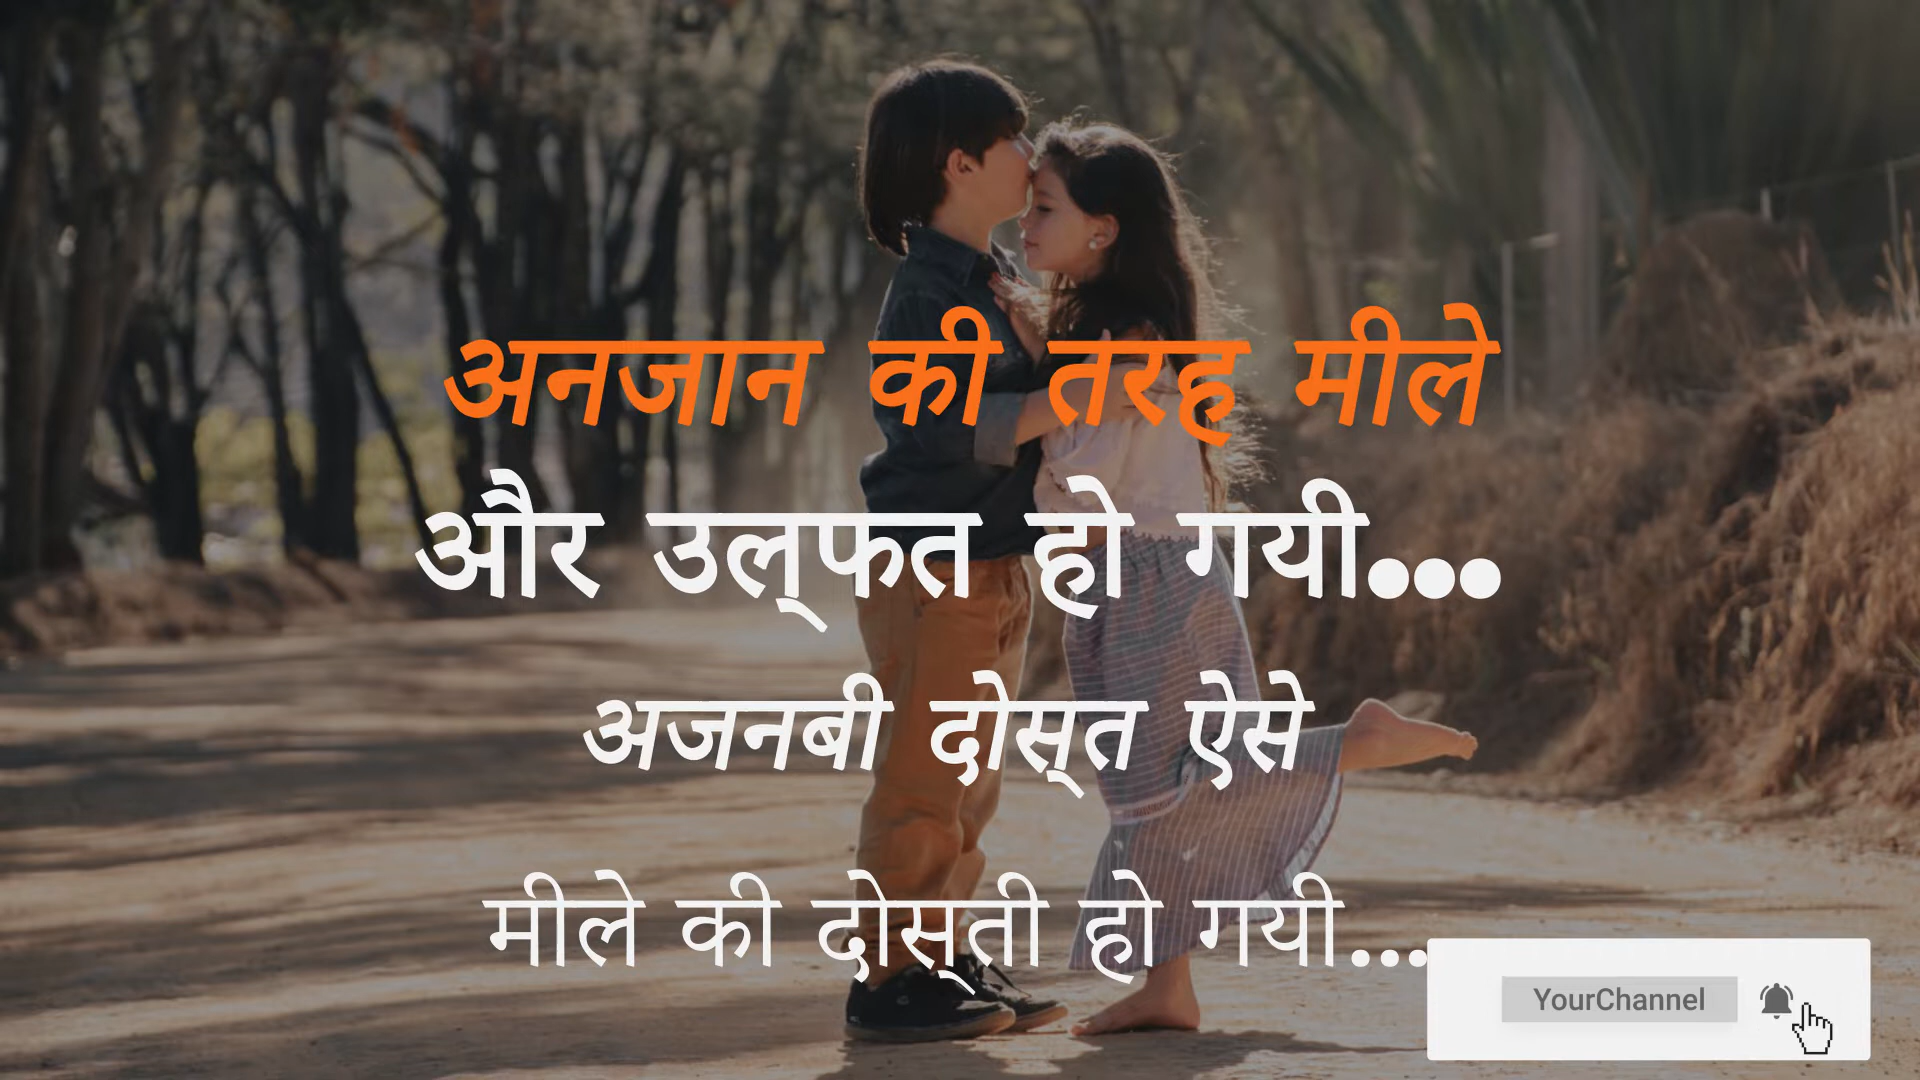 अनजान की तरह मीले
और उल्फत हो गयी...
अजनबी दोस्त ऐसे
मीले की दोस्ती हो गयी...
YourChannel